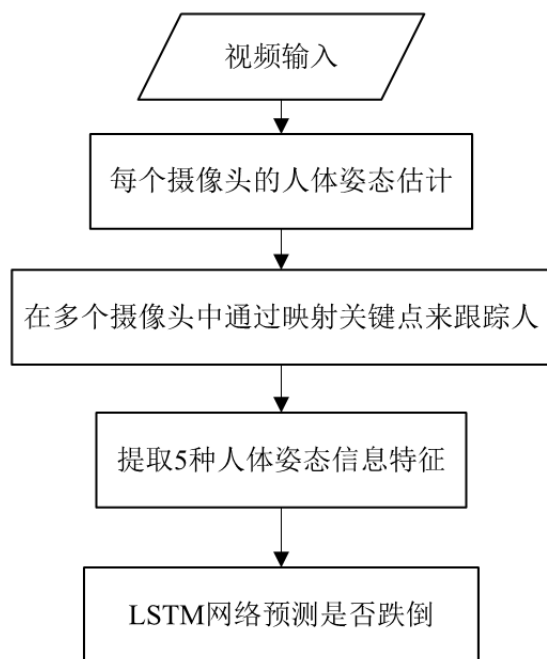 视频输入
每个摄像头的人体姿态估计
在多个摄像头中通过映射关键点来跟踪人
提取5种人体姿态信息特征
LSTM网络预测是否跌倒